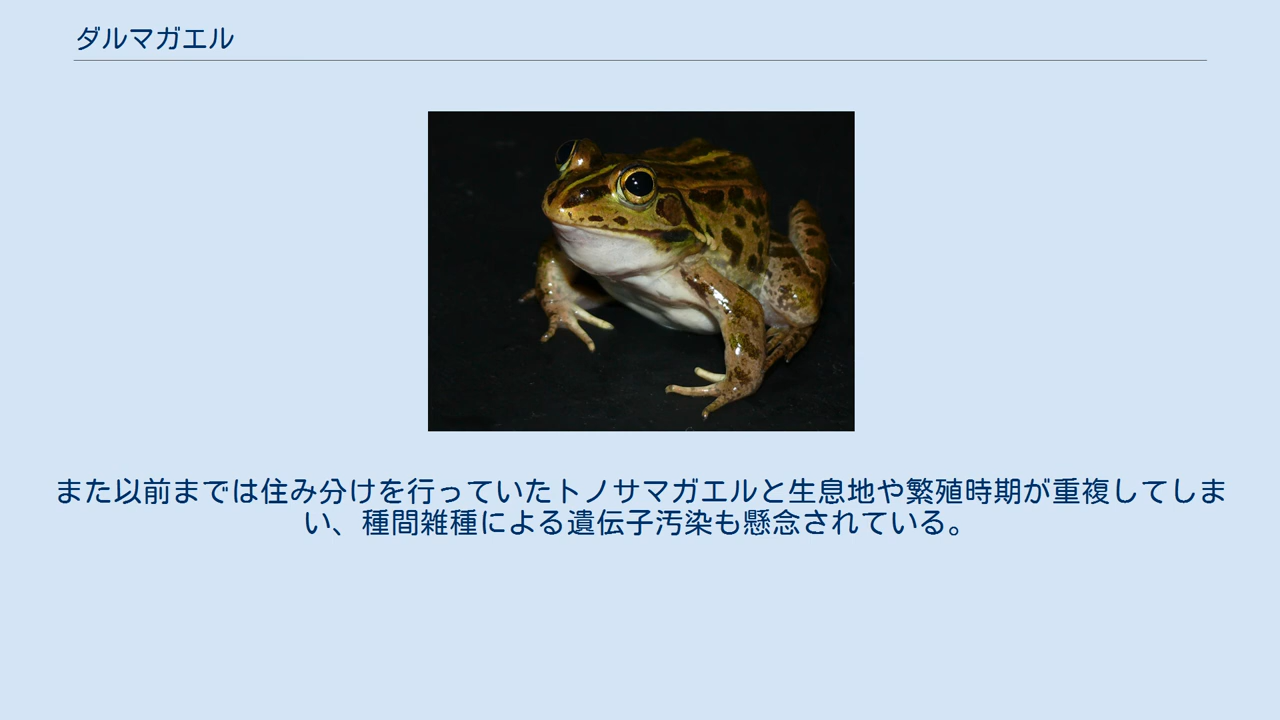 ダルマガエル
また以前までは住み分けを行っていたトノサマガエルと生息地や繁殖時期が重複してしま
い、種間雑種による遺伝子汚染も懸念されている。